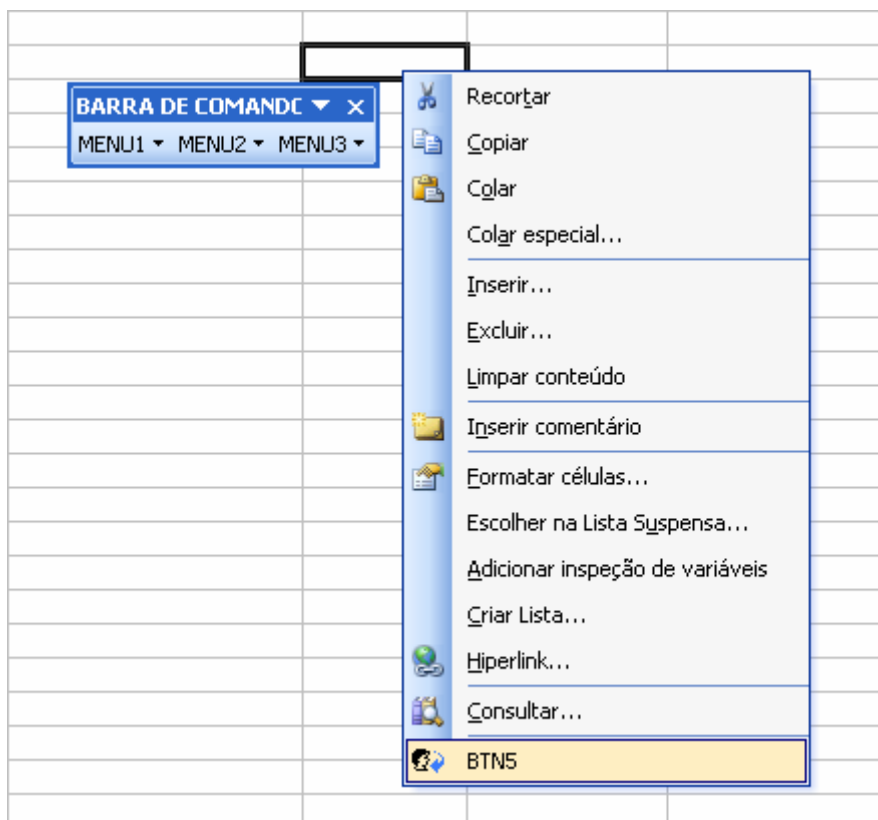 BARRA DE COMANDC
MENU1 MENU2 MENU3
Recortar
Copiar
Colar
Colar especial...
Inserir...
Excluir...
Limpar conteúdo
Inserir comentário
Formatar células...
Escolher na Lista Suspensa...
Adicionar inspeção de variáveis
Criar Lista...
Hiperlink...
Consultar...
BTN5